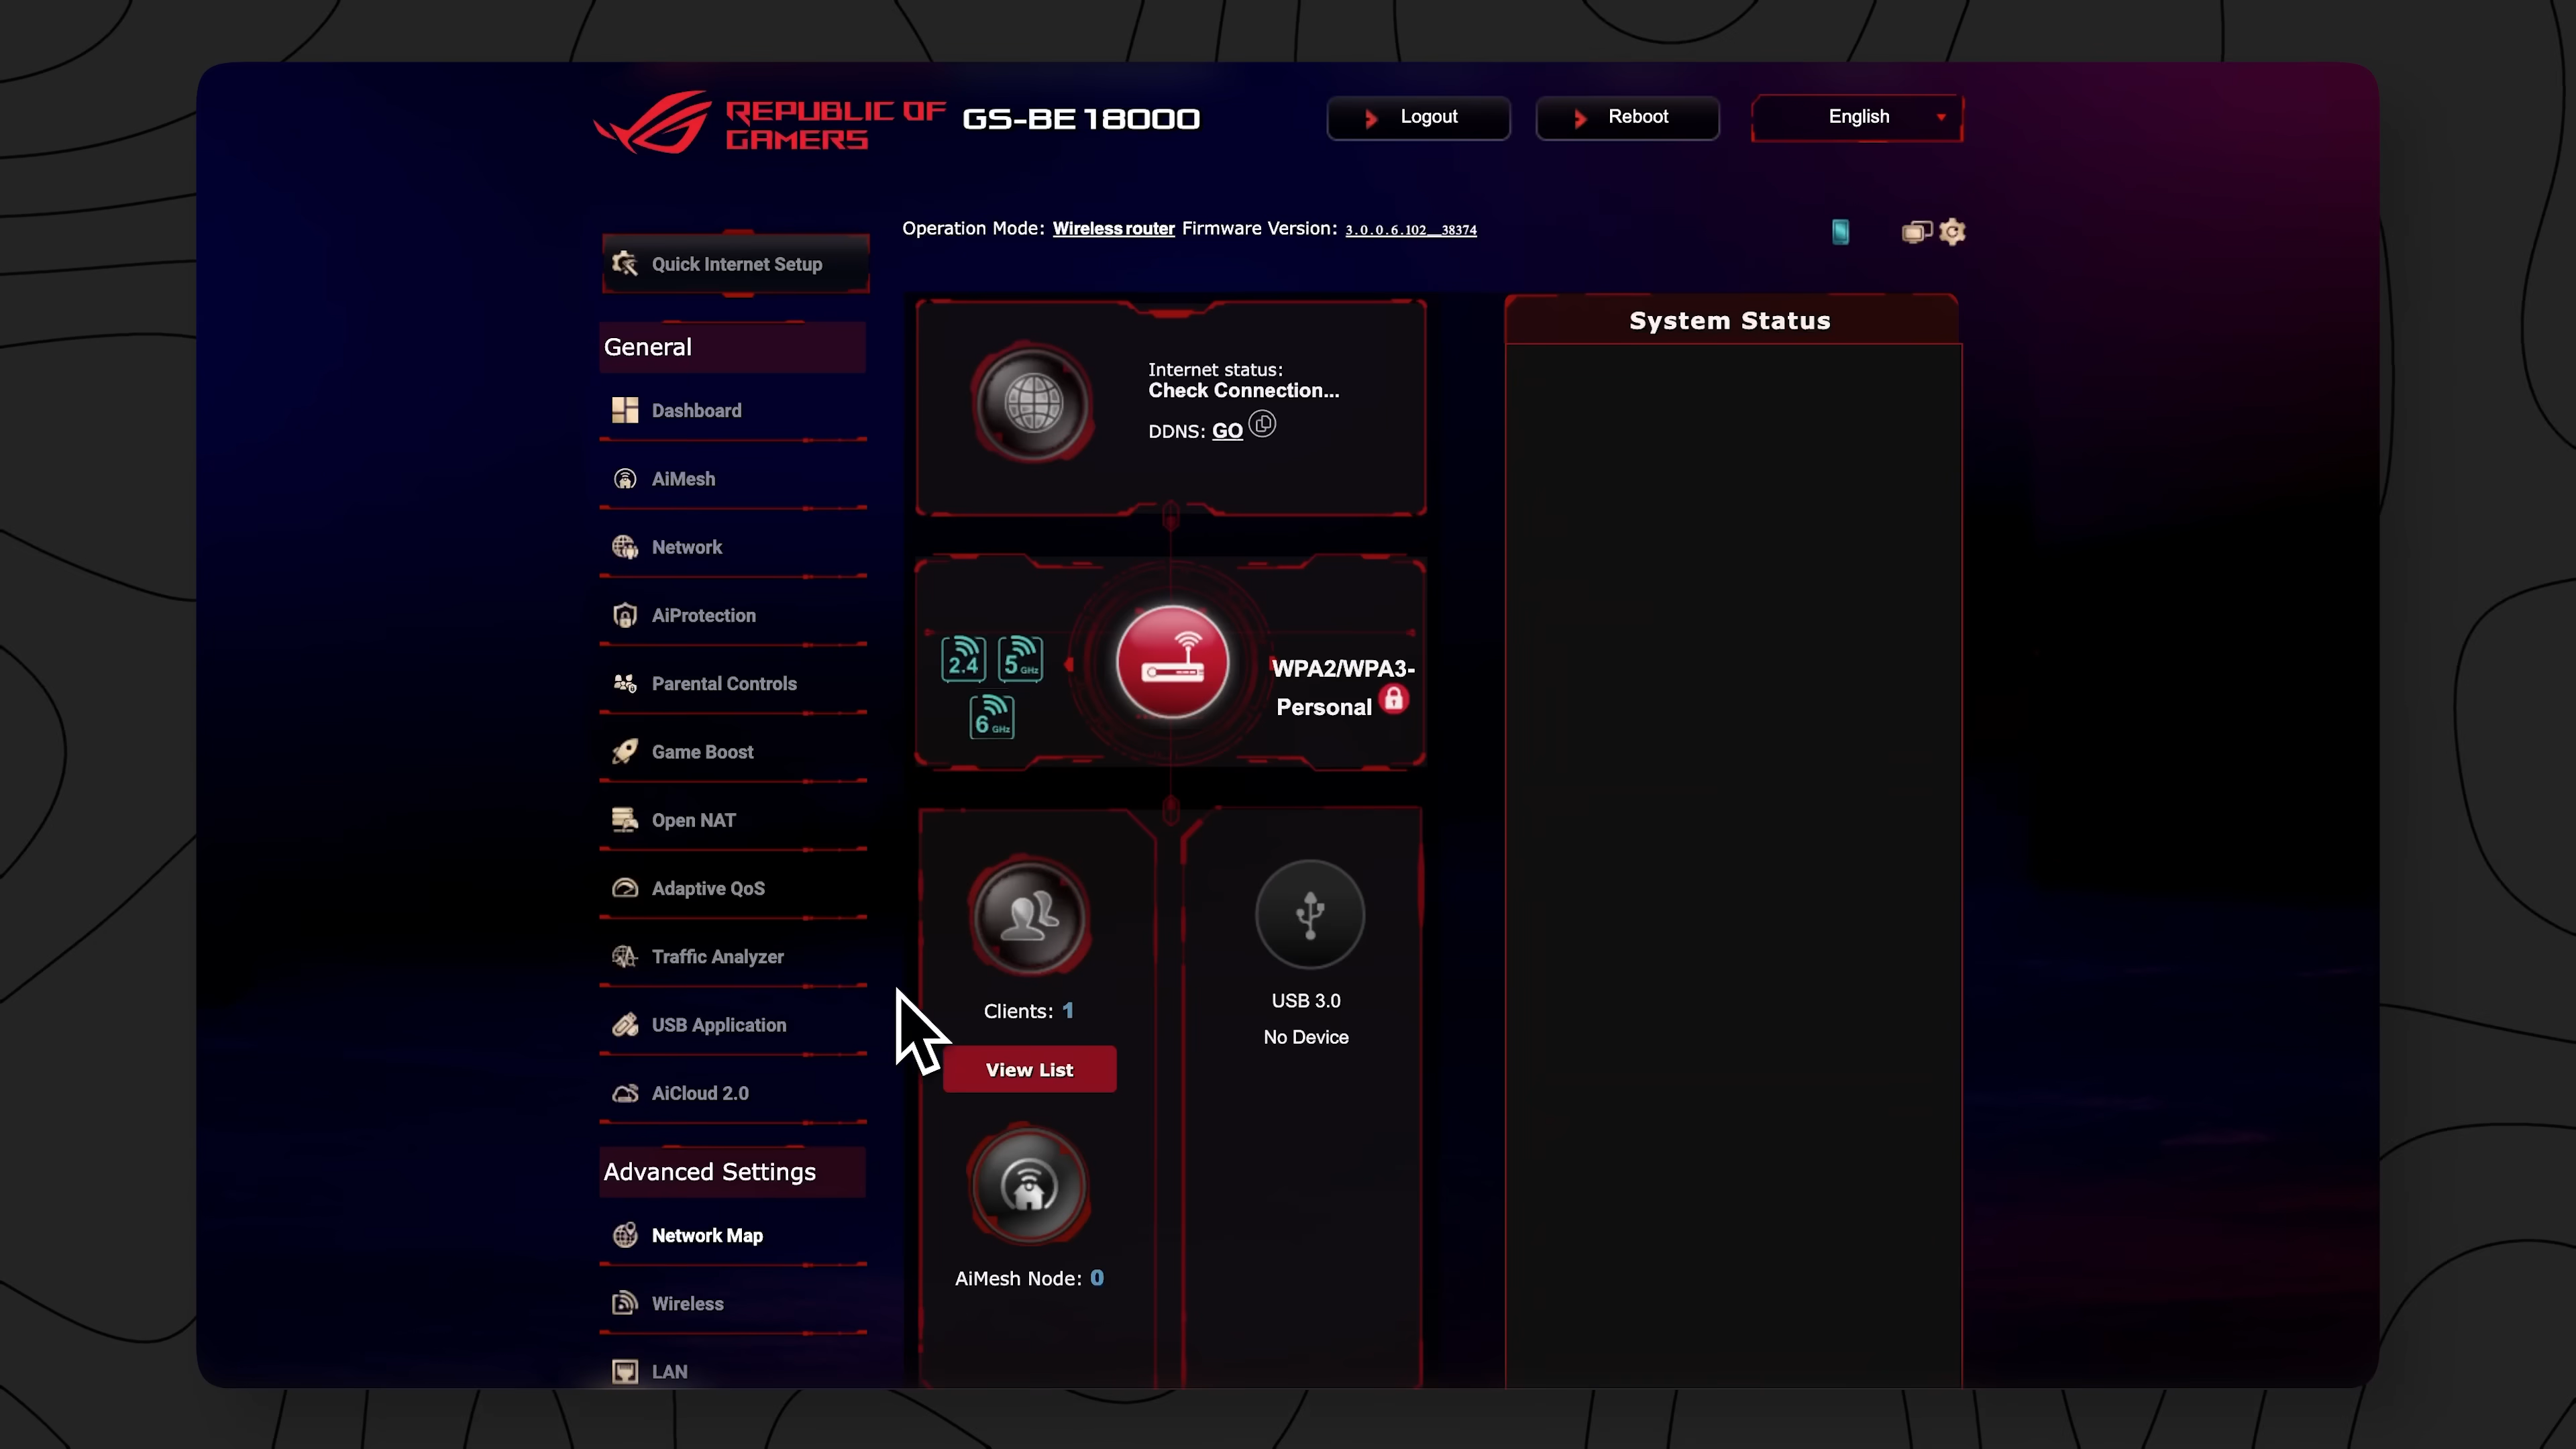 REPUBLIC OF
GAMERS
GS-BE18000
Logout
Reboot
English
Operation Mode: Wireless router Firmware Version: 3.0.0.6.102_38374
Quick Internet Setup
General
Dashboard
AiMesh
Network
AiProtection
Parental Controls
Game Boost
Open NAT
Adaptive QoS
Traffic Analyzer
USB Application
AiCloud 2.0
Advanced Settings
Network Map
Wireless
LAN
Internet status:
Check Connection...
DDNS: GO
2.4
5 GHz
6 GHz
WPA2/WPA3-
Personal
Clients: 1
View List
AiMesh Node: 0
USB 3.0
No Device
System Status